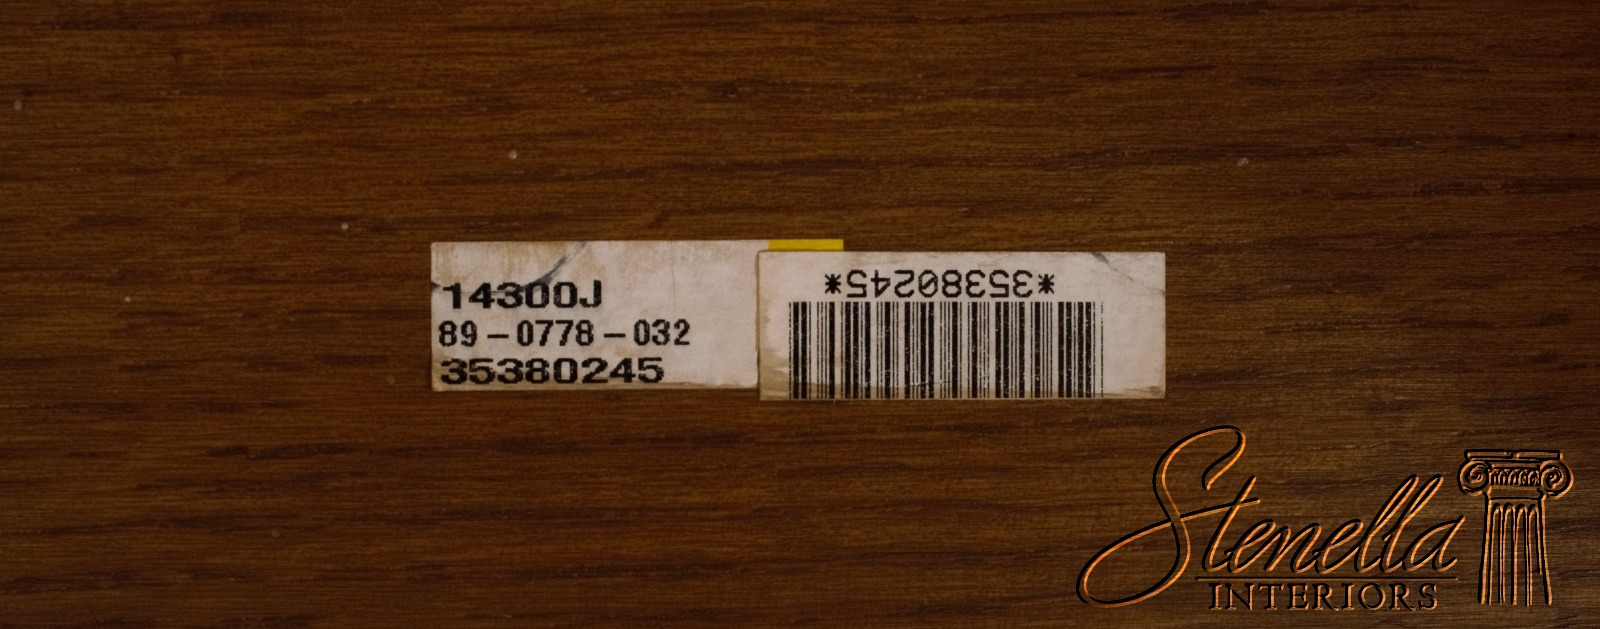 14300J
89-0778-032
35380245
*35380245*
Stenella
INTERIORS